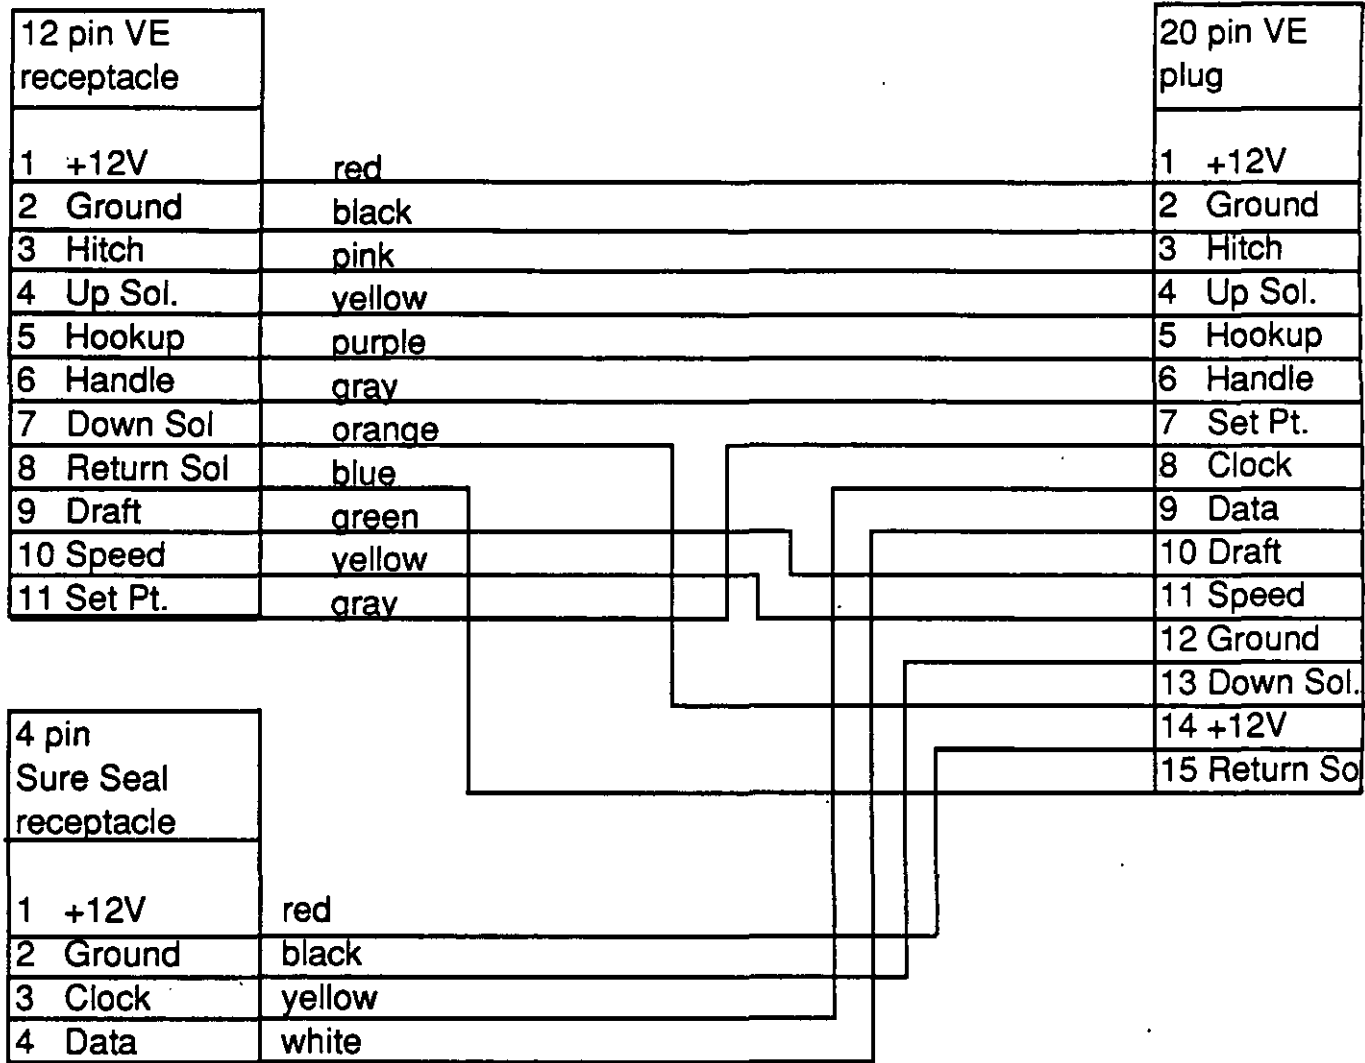 12 pin VE
receptacle
1 +12V
2 Ground
3 Hitch
4 Up Sol.
5 Hookup
6 Handle
7 Down Sol
8 Return Sol
9 Draft
10 Speed
11 Set Pt.
red
black
pink
yellow
purple
gray
orange
blue
green
yellow
gray
20 pin VE
plug
1 +12V
2 Ground
3 Hitch
4 Up Sol.
5 Hookup
6 Handle
7 Set Pt.
8 Clock
9 Data
10 Draft
11 Speed
12 Ground
13 Down Sol.
14 +12V
15 Return So
4 pin
Sure Seal
receptacle
1 +12V
2 Ground
3 Clock
4 Data
red
black
yellow
white